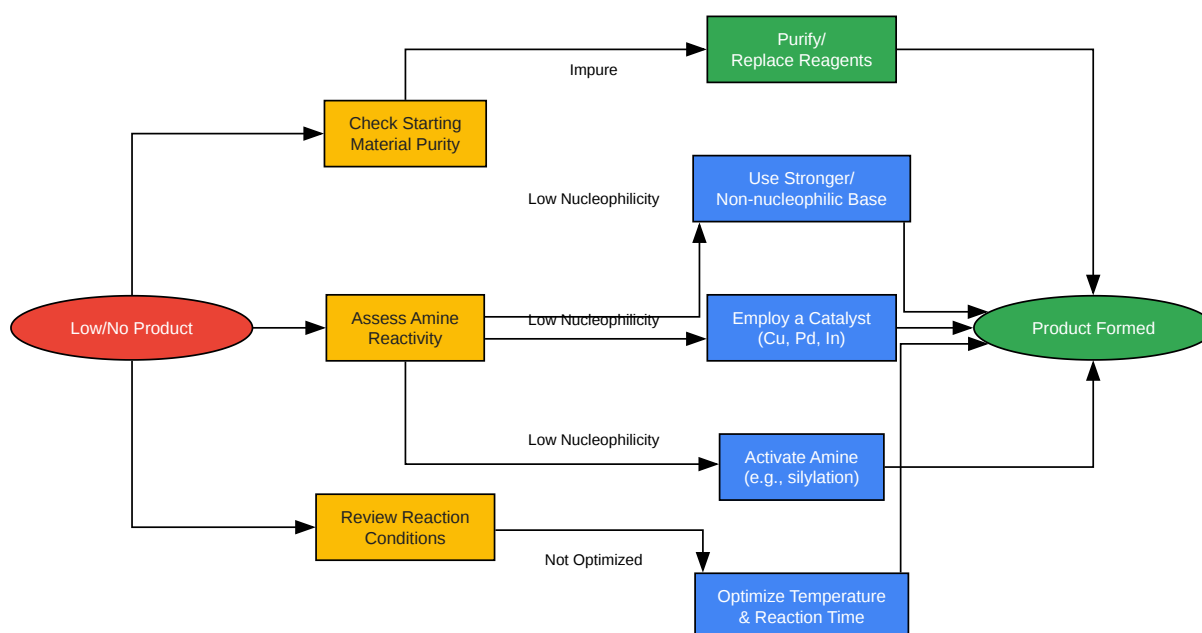 Purify/
Replace Reagents
Impure
Check Starting
Material Purity
Use Stronger/
Non-nucleophilic Base
Low Nucleophilicity
Low/No Product
Assess Amine
Reactivity
Low Nucleophilicity
Employ a Catalyst
(Cu, Pd, In)
Product Formed
Low Nucleophilicity
Activate Amine
(e.g., silylation)
Review Reaction
Conditions
Not Optimized
Optimize Temperature
& Reaction Time